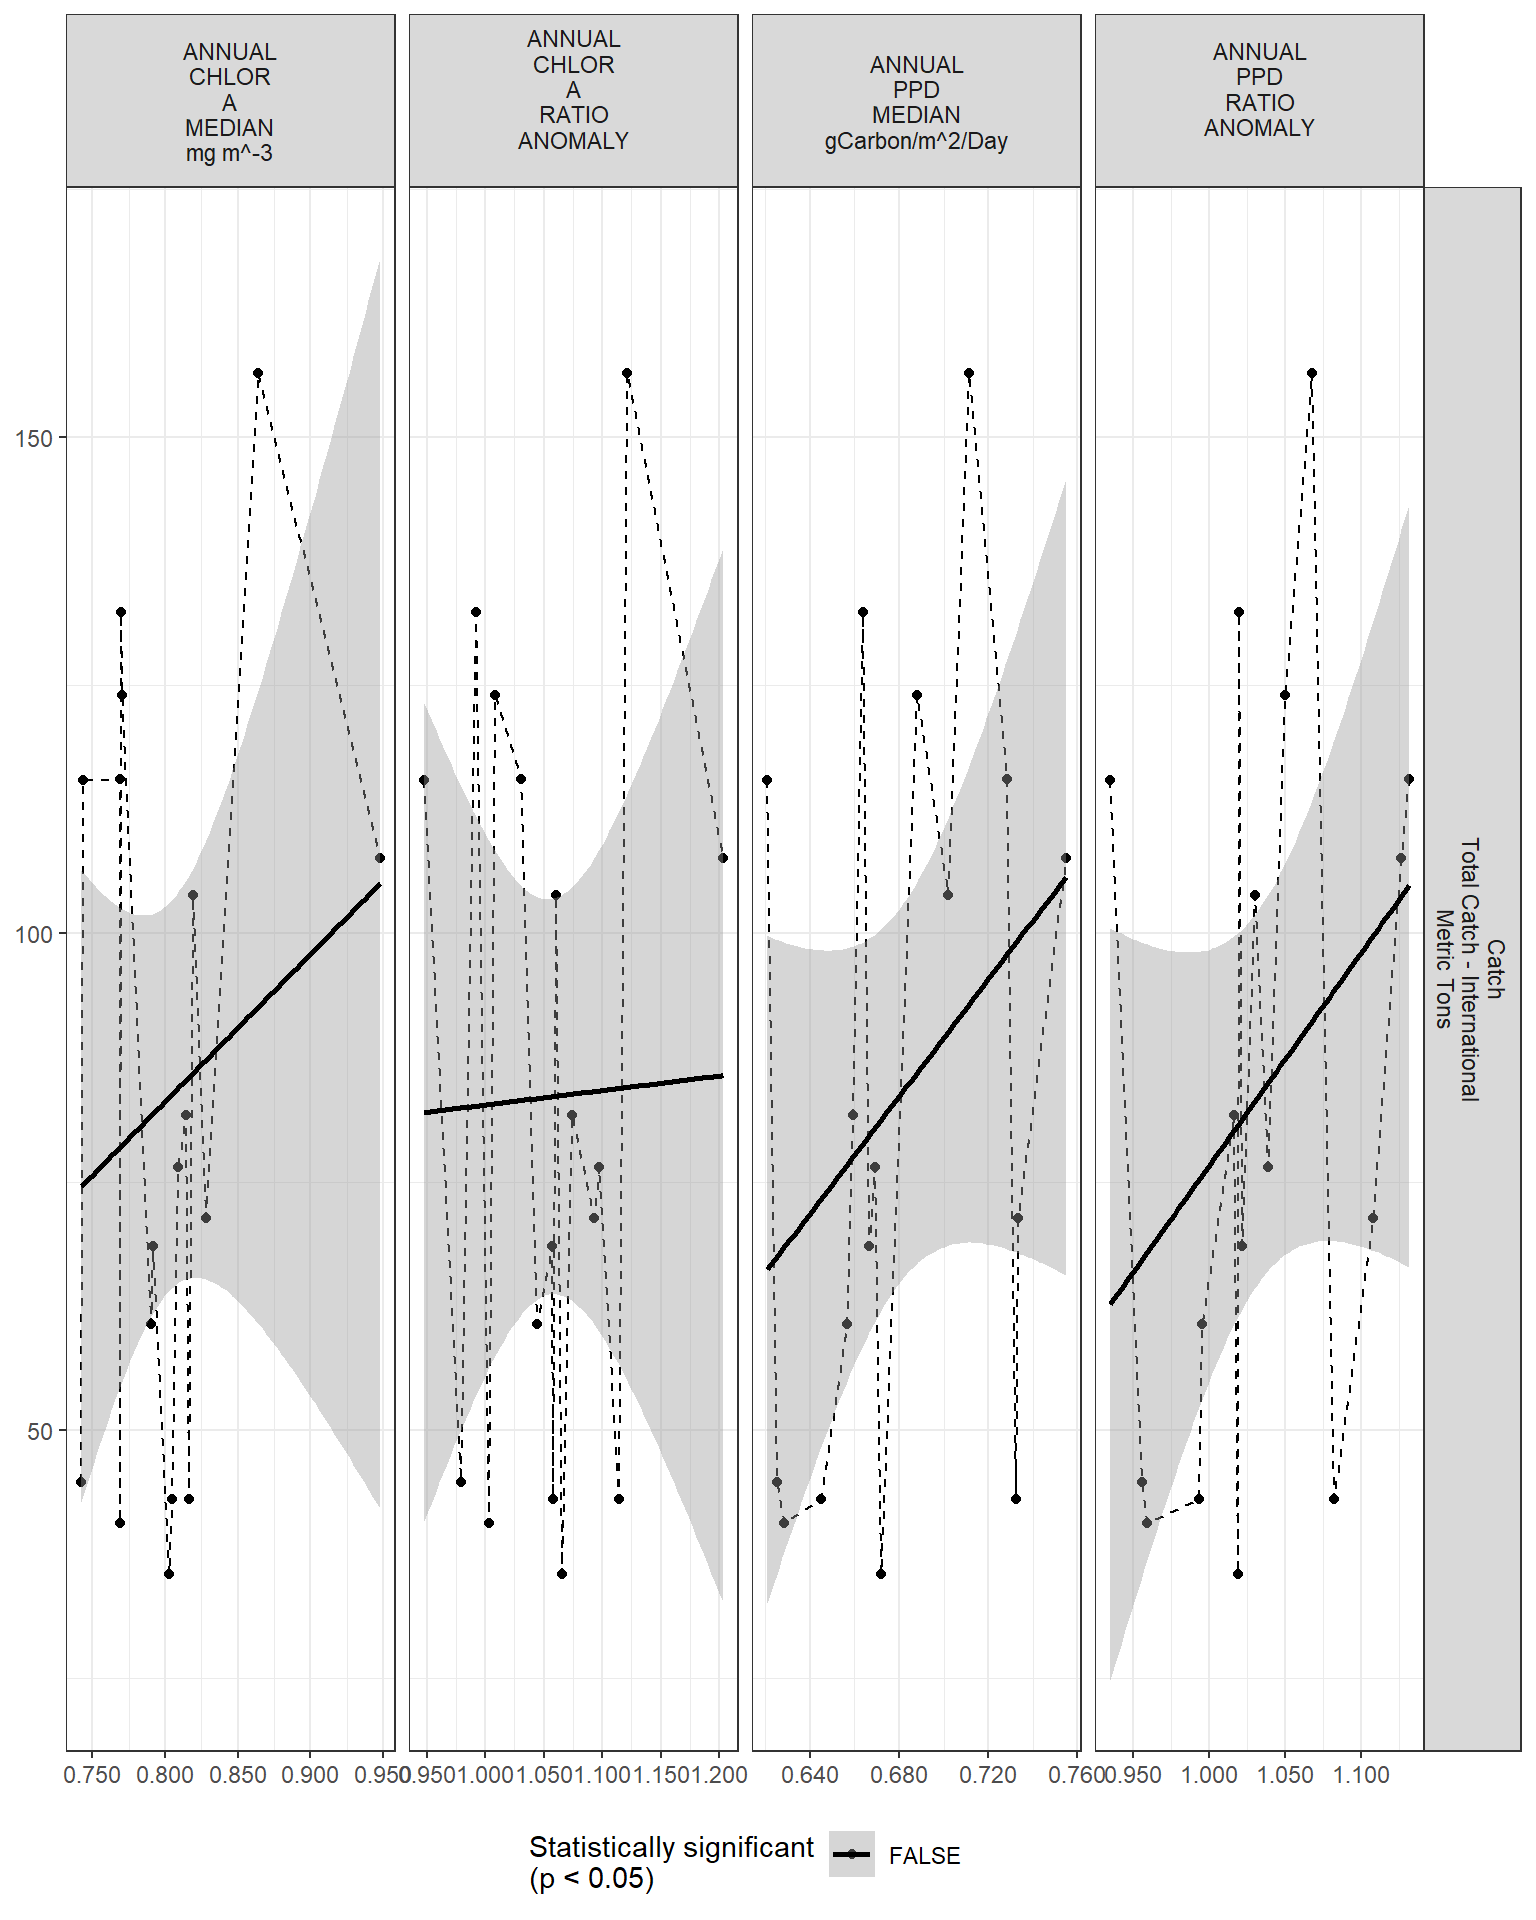 ANNUAL
CHLOR
A
MEDIAN
mg m^-3
ANNUAL
CHLOR
A
RATIO
ANOMALY
ANNUAL
PPD
MEDIAN
gCarbon/m^2/Day
ANNUAL
PPD
RATIO
ANOMALY
150
100
50
Catch
Total Catch - International
Metric Tons
0.750 0.800 0.850 0.900 0.950
0.950 1.000 1.050 1.100 1.150 1.200
0.640 0.680 0.720 0.760
0.950 1.000 1.050 1.100
Statistically significant
(p < 0.05)
FALSE